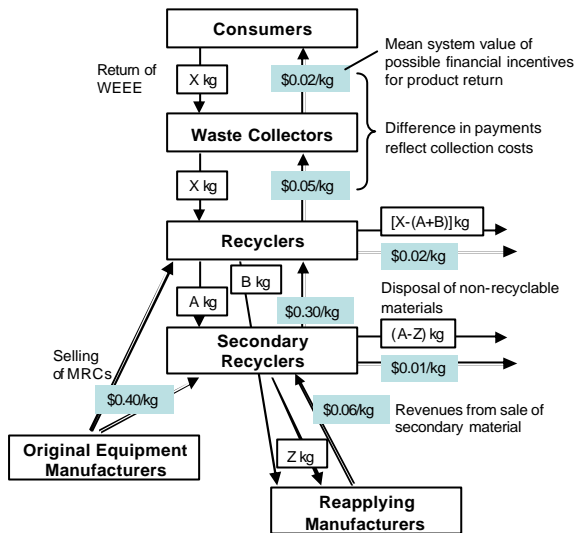 Consumers
Return of
WEEE
X kg
$0.02/kg
Mean system value of
possible financial incentives
for product return
Waste Collectors
Difference in payments
reflect collection costs
X kg
$0.05/kg
Recyclers
[X-(A+B)] kg
$0.02/kg
A kg
B kg
$0.30/kg
Disposal of non-recyclable
materials
Secondary
Recyclers
(A-Z) kg
$0.01/kg
Selling
of MRCs
$0.40/kg
$0.06/kg
Revenues from sale of
secondary material
Original Equipment
Manufacturers
Z kg
Reapplying
Manufacturers